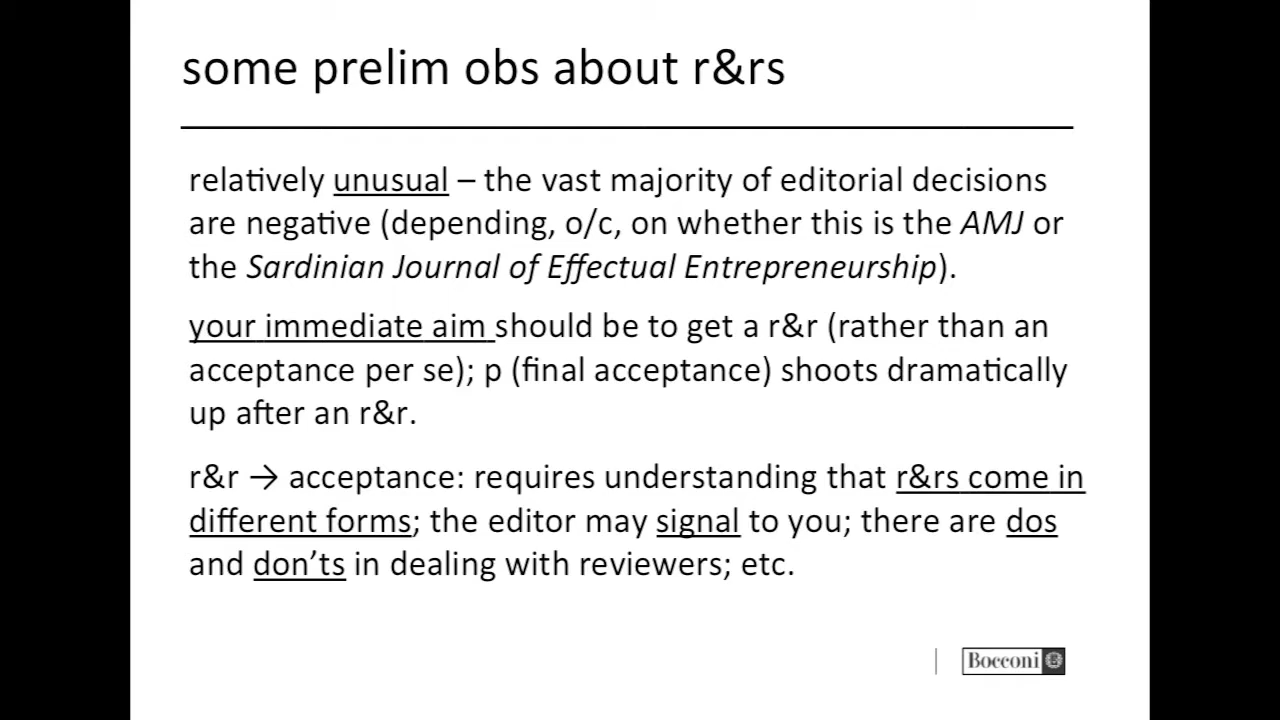 some prelim obs about r&rs
relatively unusual – the vast majority of editorial decisions
are negative (depending, o/c, on whether this is the AMJ or
the Sardinian Journal of Effectual Entrepreneurship).
your immediate aim should be to get a r&r (rather than an
acceptance per se); p (final acceptance) shoots dramatically
up after an r&r.
r&r → acceptance: requires understanding that r&rs come in
different forms; the editor may signal to you; there are dos
and don’ts in dealing with reviewers; etc.
Bocconi